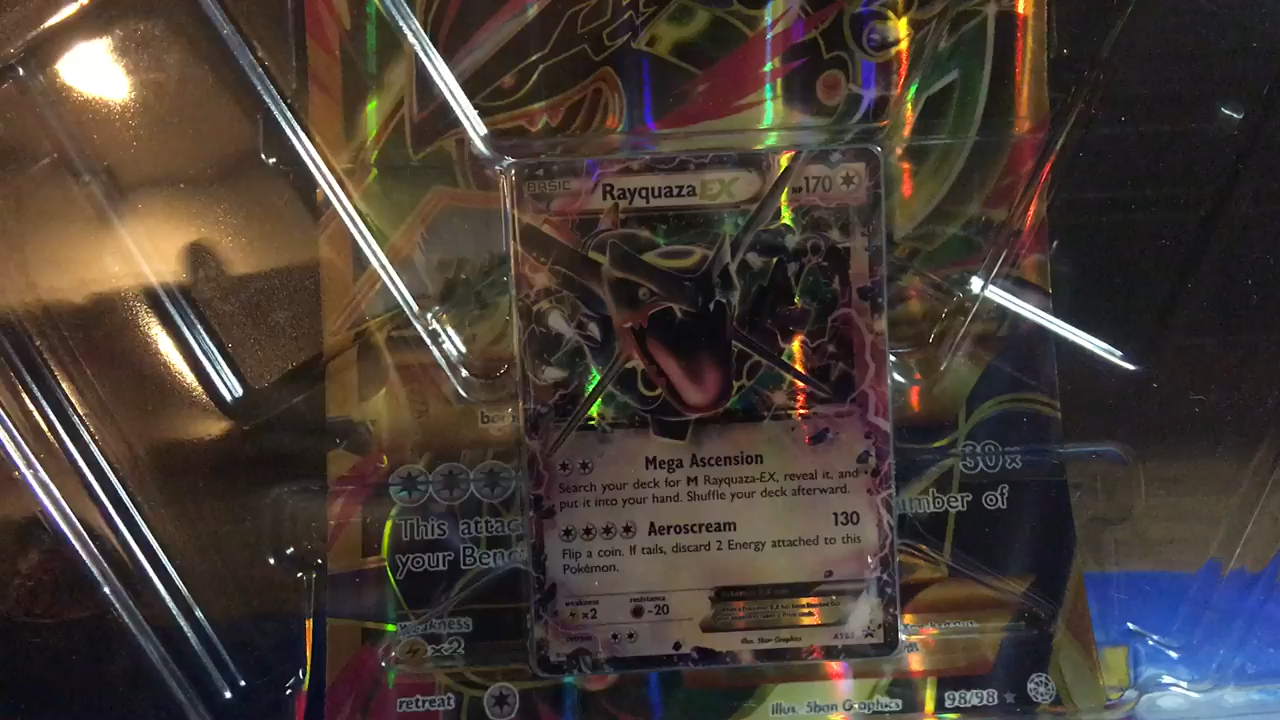 BASIC Rayquaza EX HP 170
Mega Ascension
Search your deck for M Rayquaza-EX, reveal it, and
put it into your hand. Shuffle your deck afterward.
Aeroscream 130
Flip a coin. If tails, discard 2 Energy attached to this
Pokémon.
weakness resistance
×2 -20
retreat
Illus. 5ban Graphics
30×
This attac
umber of
your Benc
weakness
×2
retreat
Illus. 5ban Graphics 98/98